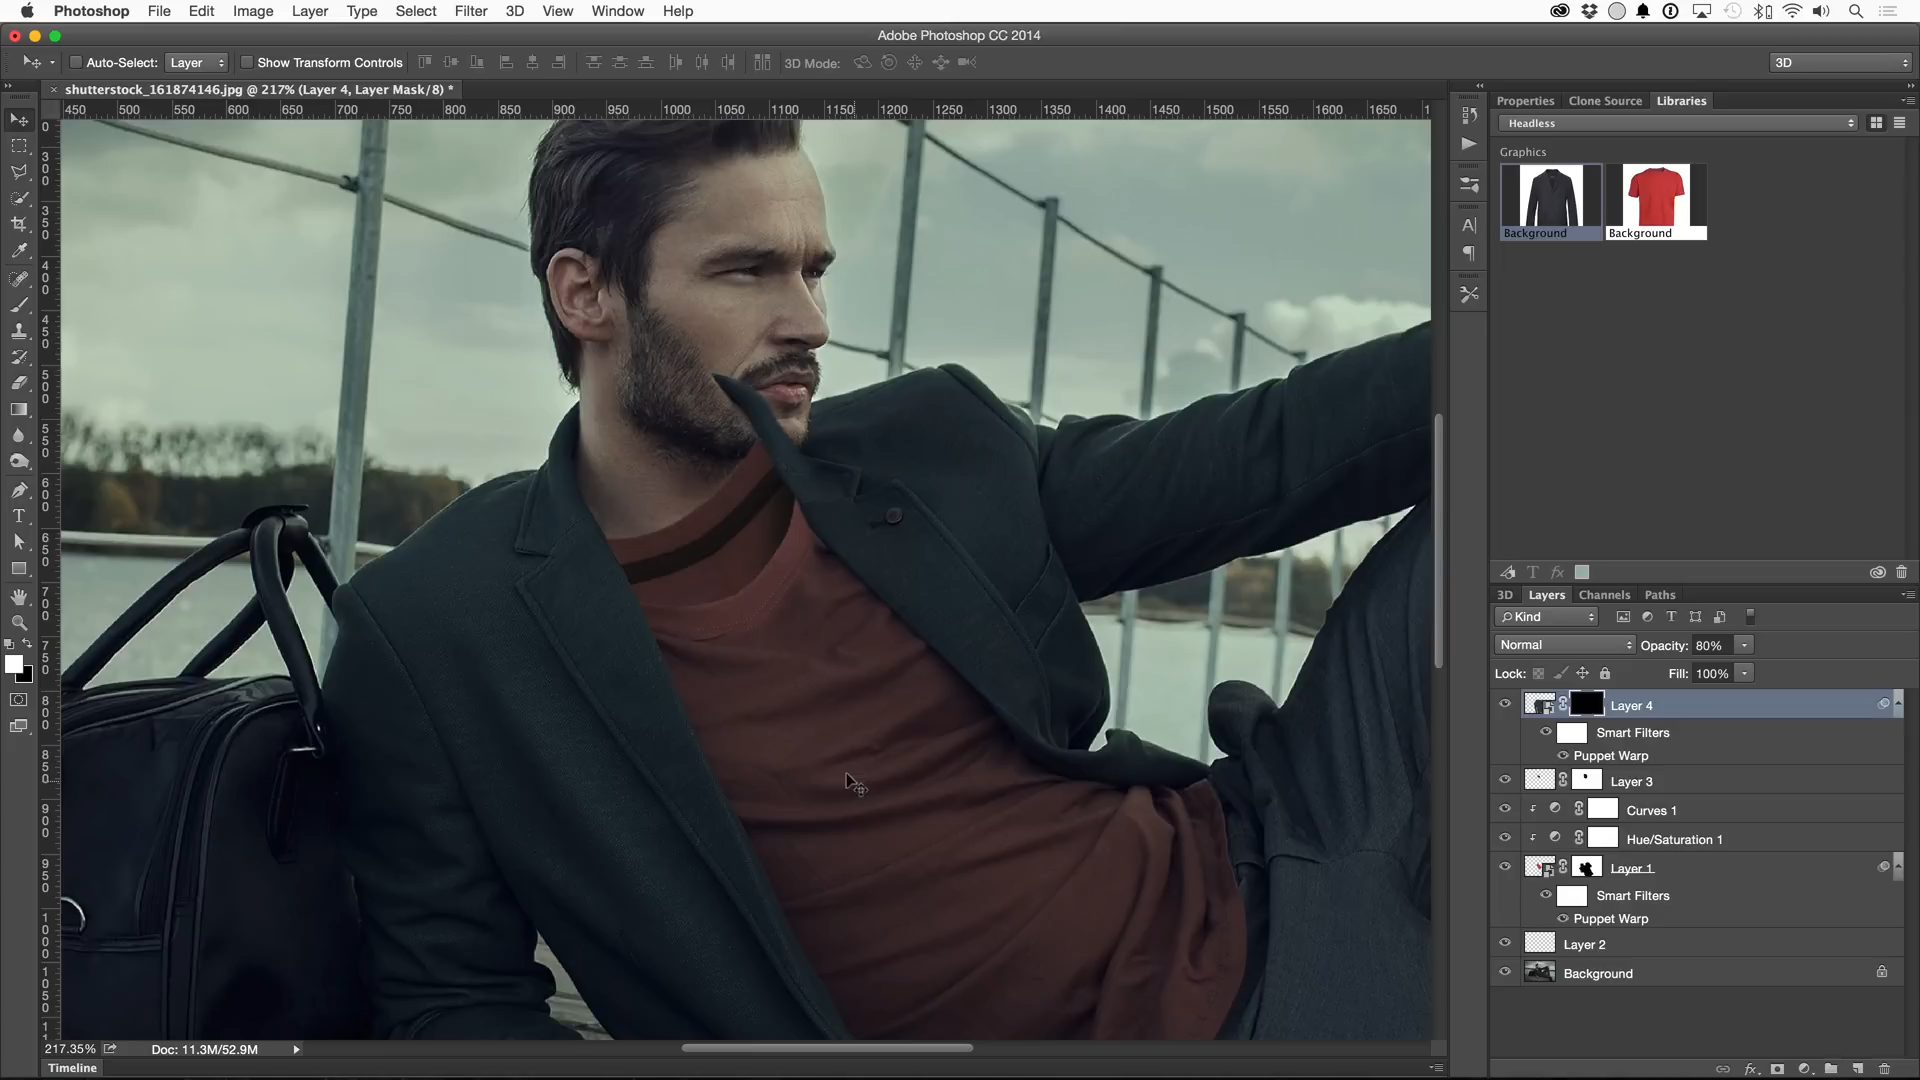 Photoshop File Edit Image Layer Type Select Filter 3D View Window Help
Adobe Photoshop CC 2014
Auto-Select: Layer Show Transform Controls 3D Mode: 3D
× shutterstock_161874146.jpg @ 217% (Layer 4, Layer Mask/8) *
450 500 550 600 650 700 750 800 850 900 950 1000 1050 1100 1150 1200 1250 1300 1350 1400 1450 1500 1550 1600 1650
Properties Clone Source Libraries
Headless
Graphics
Background Background
3D Layers Channels Paths
Kind
Normal Opacity: 80%
Lock: Fill: 100%
Layer 4
Smart Filters
Puppet Warp
Layer 3
Curves 1
Hue/Saturation 1
Layer 1
Smart Filters
Puppet Warp
Layer 2
Background
217.35% Doc: 11.3M/52.9M
Timeline